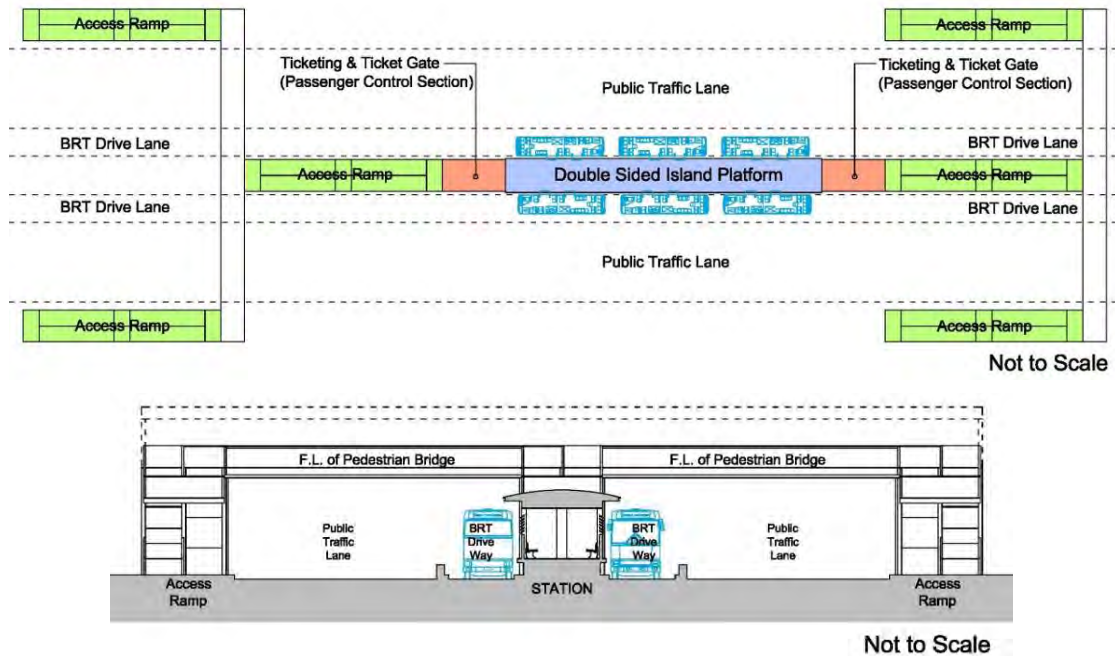 Access Ramp
Access Ramp
Ticketing & Ticket Gate
(Passenger Control Section)
Ticketing & Ticket Gate
(Passenger Control Section)
Public Traffic Lane
BRT Drive Lane
BRT Drive Lane
Access Ramp
Double Sided Island Platform
Access Ramp
BRT Drive Lane
BRT Drive Lane
Public Traffic Lane
Access Ramp
Access Ramp
Not to Scale
F.L. of Pedestrian Bridge
F.L. of Pedestrian Bridge
Public
Traffic
Lane
BRT
Drive
Way
BRT
Drive
Way
Public
Traffic
Lane
Access
Ramp
STATION
Access
Ramp
Not to Scale